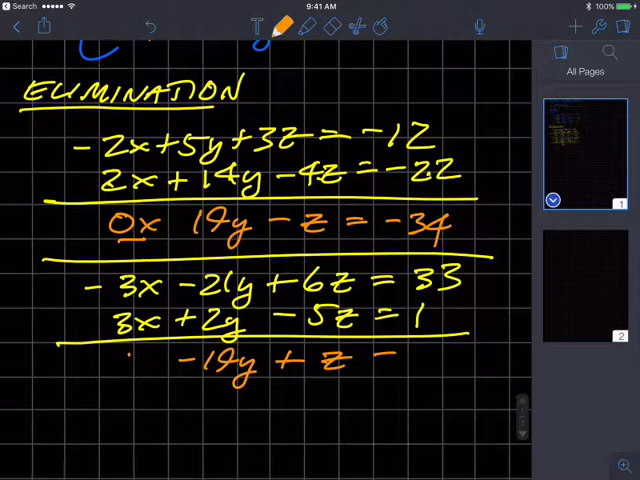 Search
9:41 AM
100%
All Pages
ELIMINATION
-2x+5y+3z=-12
2x+14y-4z=-22
0x 19y - z = -34
-3x -21y +6z = 33
3x +2y -5z = 1
-19y + z =
1
2